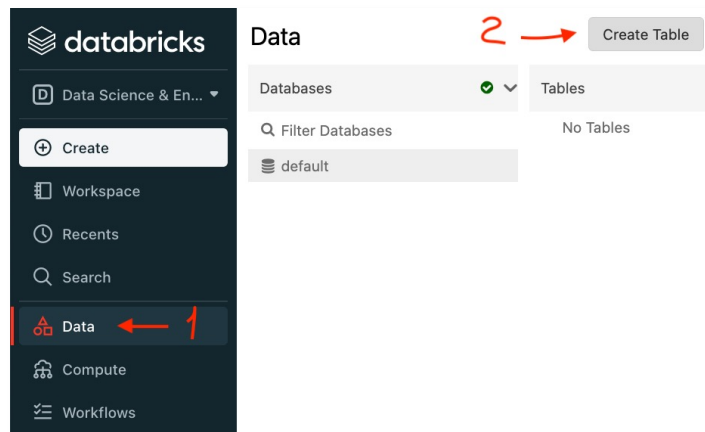 databricks
D Data Science & En...
Create
Workspace
Recents
Search
Data
1
Compute
Workflows
Data
2
Create Table
Databases
Filter Databases
default
Tables
No Tables